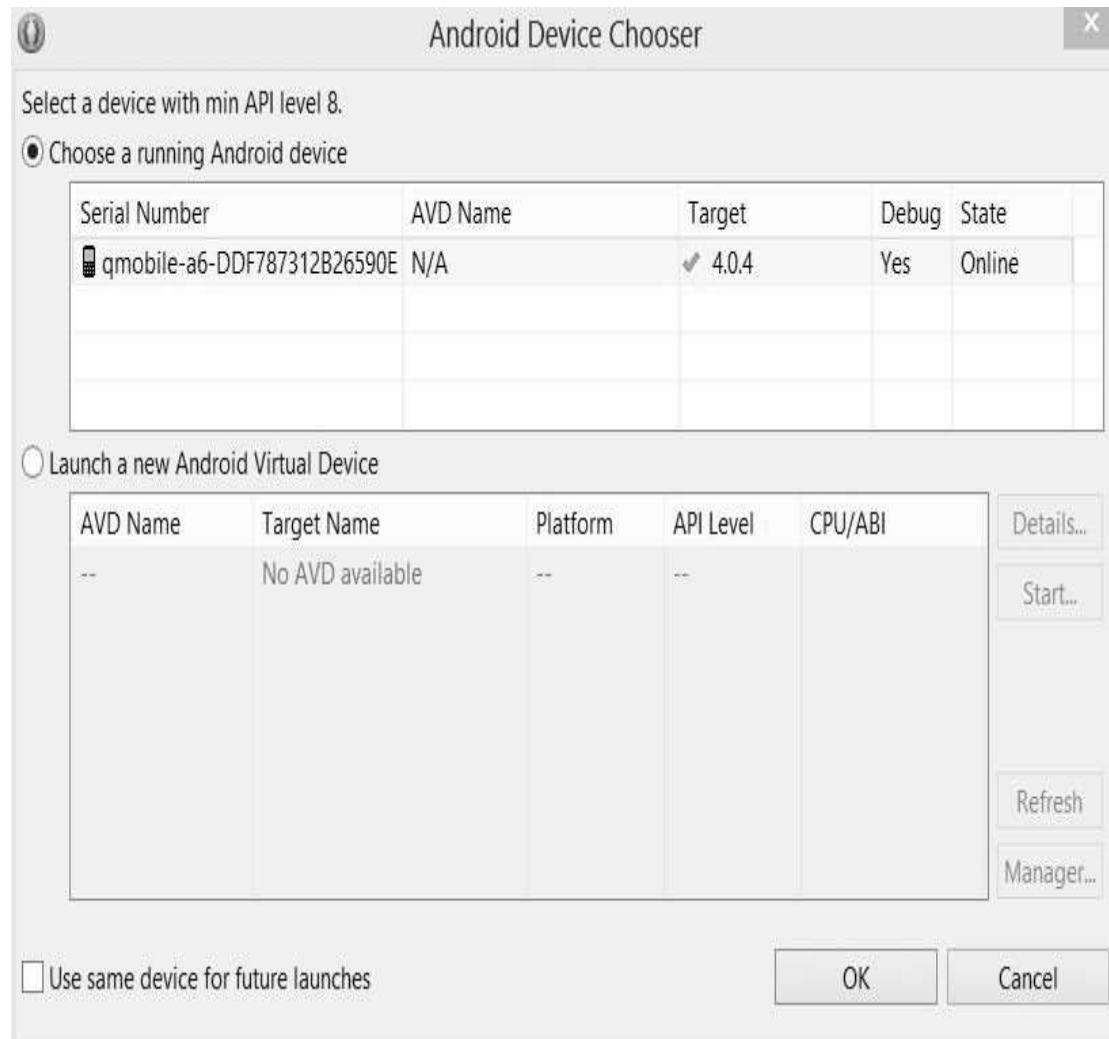 Android Device Chooser
X
Select a device with min API level 8.
Choose a running Android device
Serial Number AVD Name Target Debug State
qmobile-a6-DDF787312B26590E N/A 4.0.4 Yes Online
Launch a new Android Virtual Device
AVD Name Target Name Platform API Level CPU/ABI Details...
-- No AVD available -- --
Start...
Refresh
Manager...
Use same device for future launches OK Cancel